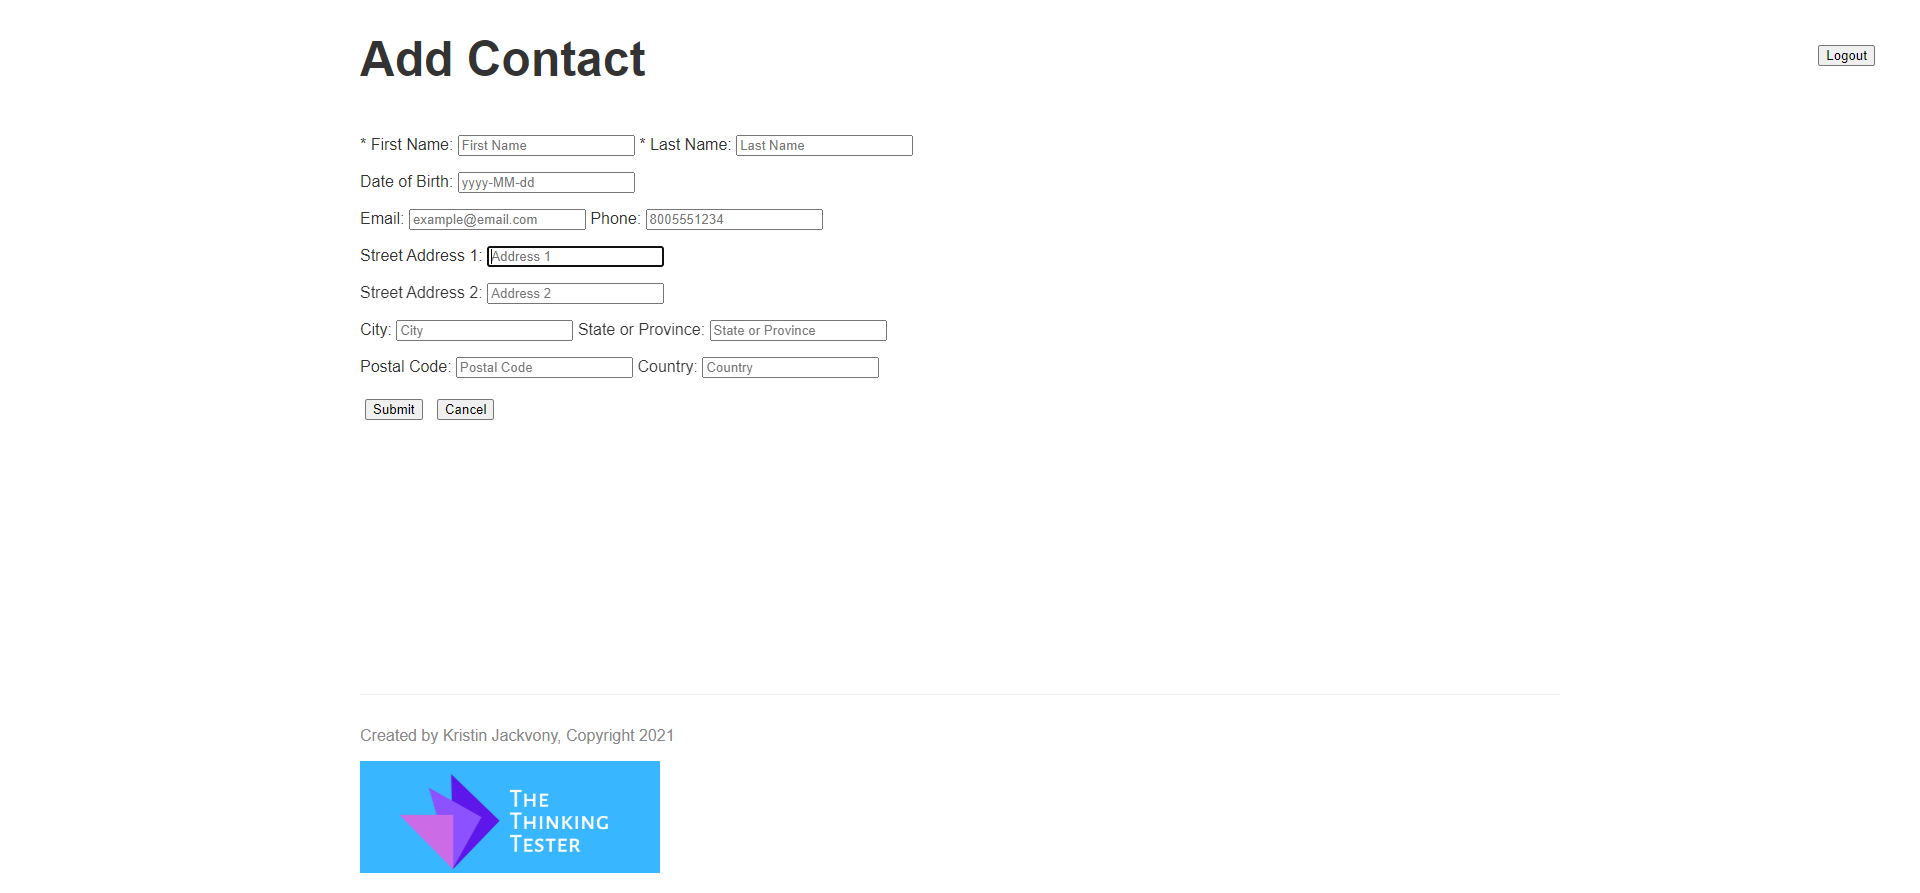 Add Contact
Logout
* First Name: First Name * Last Name: Last Name
Date of Birth: yyyy-MM-dd
Email: example@email.com Phone: 8005551234
Street Address 1: Address 1
Street Address 2: Address 2
City: City State or Province: State or Province
Postal Code: Postal Code Country: Country
Submit Cancel
Created by Kristin Jackvony, Copyright 2021
THE
THINKING
TESTER